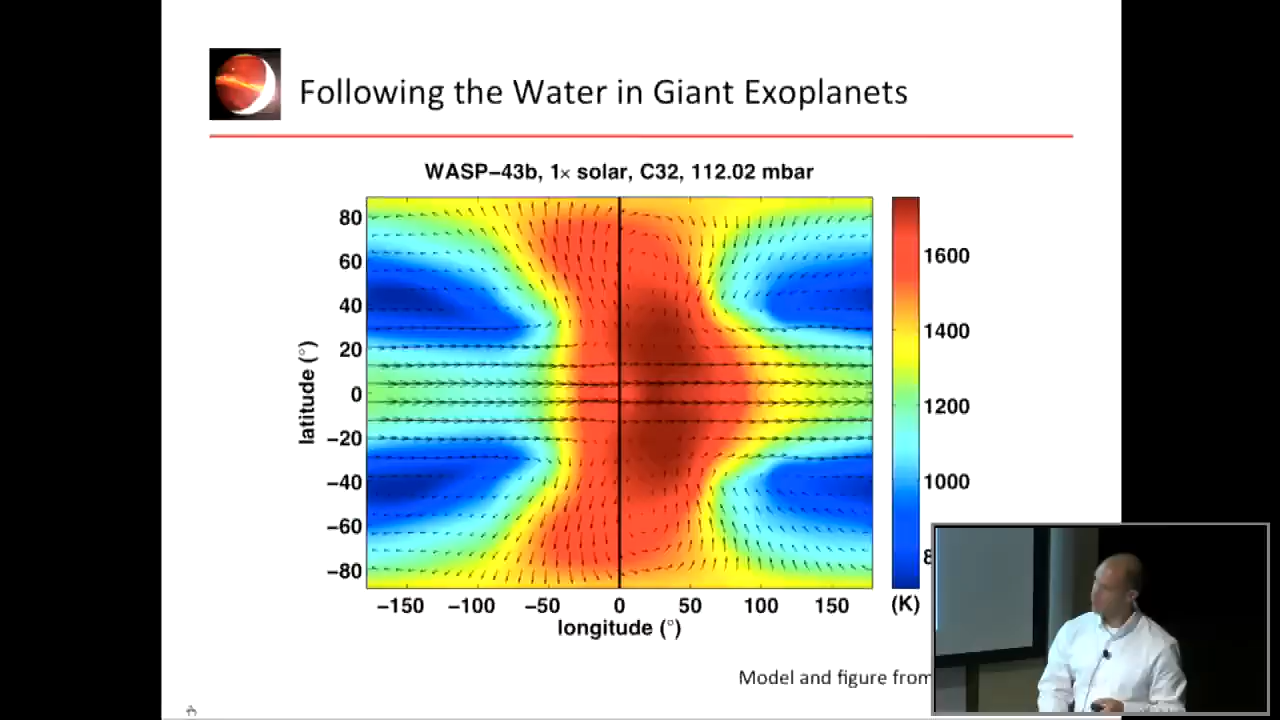 Following the Water in Giant Exoplanets
WASP−43b, 1× solar, C32, 112.02 mbar
80
60
40
20
0
−20
−40
−60
−80
latitude (°)
−150 −100 −50 0 50 100 150
longitude (°)
1600
1400
1200
1000
8
(K)
Model and figure from